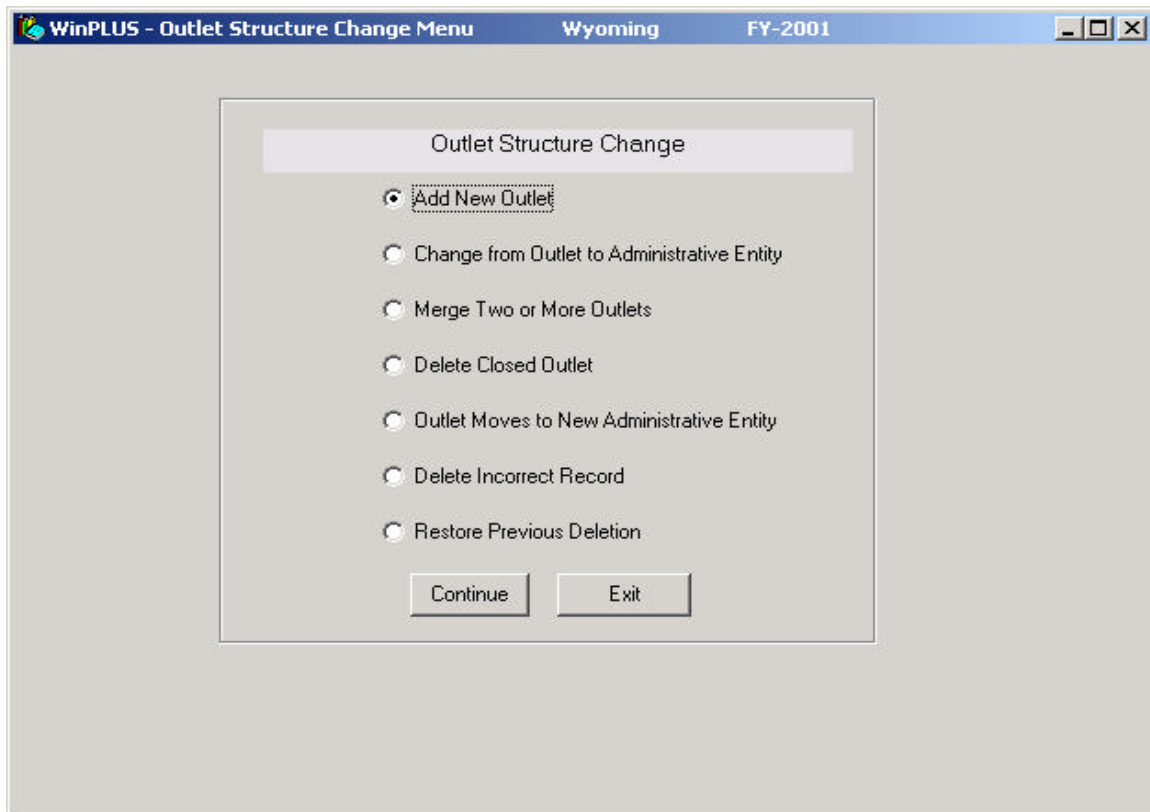 WinPLUS - Outlet Structure Change Menu Wyoming FY-2001
Outlet Structure Change
Add New Outlet
Change from Outlet to Administrative Entity
Merge Two or More Outlets
Delete Closed Outlet
Outlet Moves to New Administrative Entity
Delete Incorrect Record
Restore Previous Deletion
Continue Exit